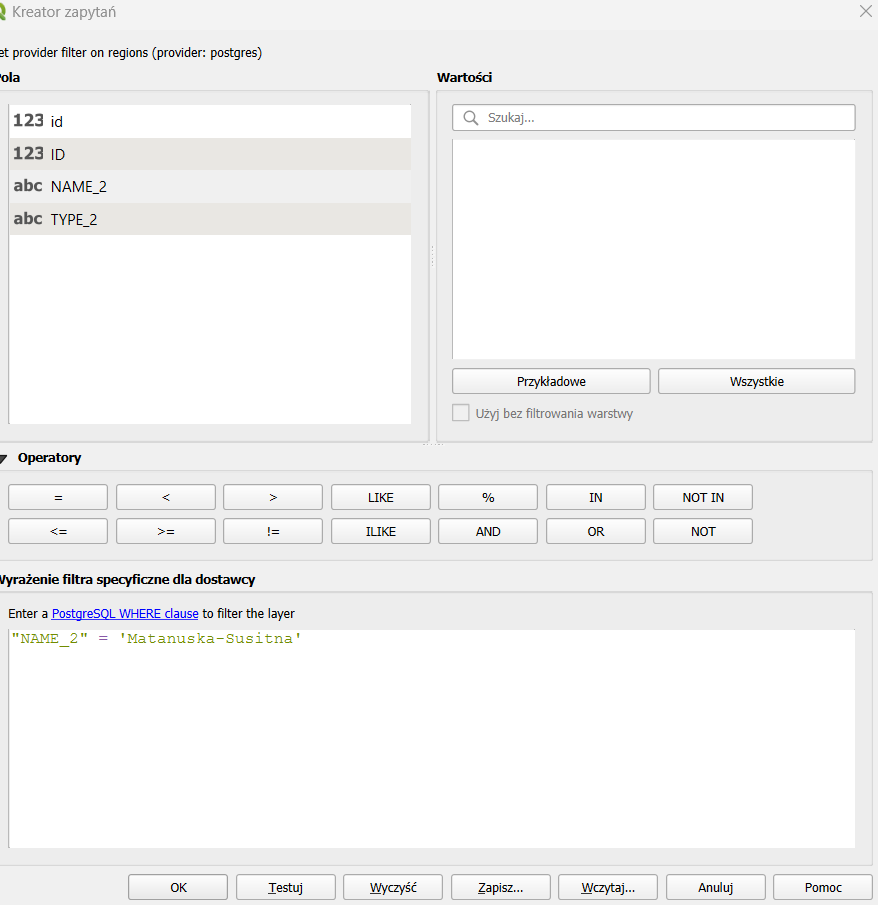 Kreator zapytań
et provider filter on regions (provider: postgres)
Pola
Wartości
123 id
123 ID
abc NAME_2
abc TYPE_2
Szukaj...
Przykładowe
Wszystkie
Użyj bez filtrowania warstwy
Operatory
=
<
>
LIKE
%
IN
NOT IN
<=
>=
!=
ILIKE
AND
OR
NOT
Wyrażenie filtra specyficzne dla dostawcy
Enter a PostgreSQL WHERE clause to filter the layer
"NAME_2" = 'Matanuska-Susitna'
OK
Testuj
Wyczyść
Zapisz...
Wczytaj...
Anuluj
Pomoc